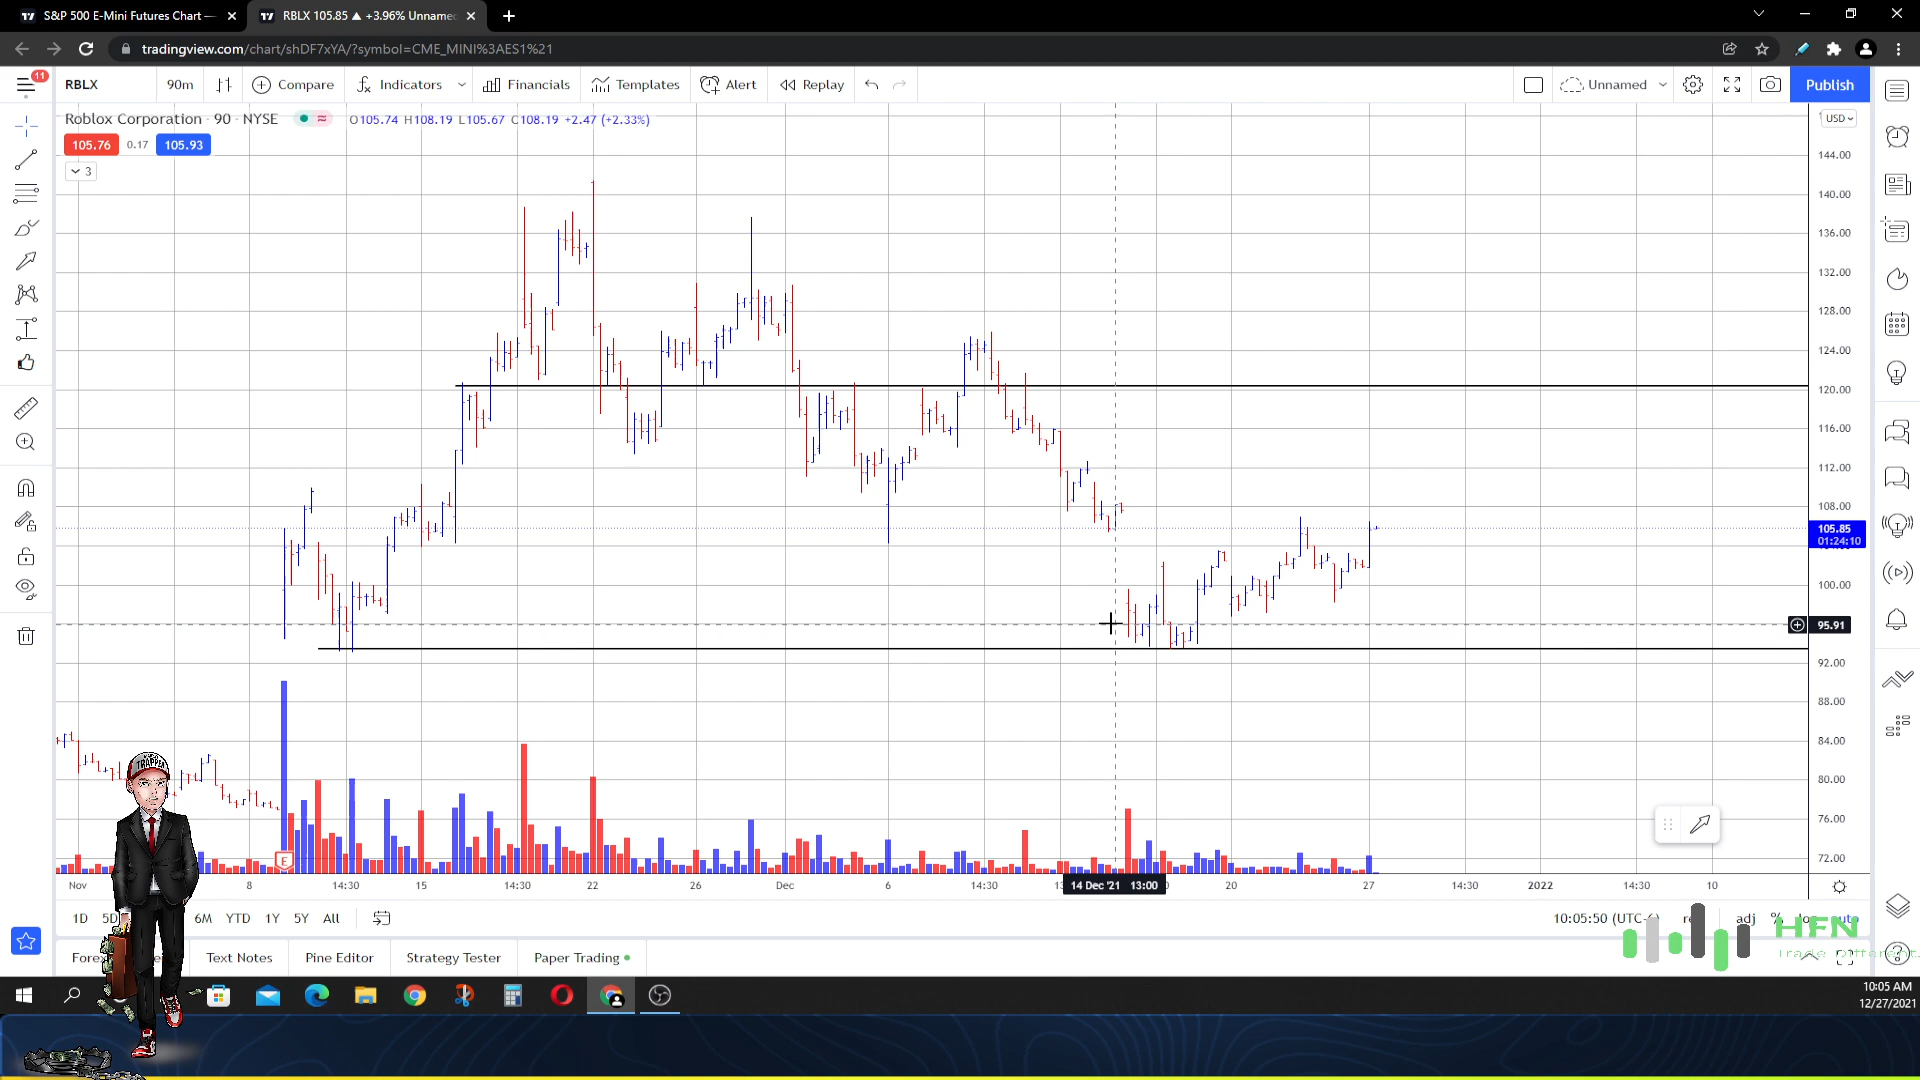 S&P 500 E-Mini Futures Chart —
RBLX 105.85 ▲ +3.96% Unnamed
tradingview.com/chart/shDF7xYA/?symbol=CME_MINI%3AES1%21
11
RBLX 90m Compare Indicators Financials Templates Alert Replay Unnamed Publish
Roblox Corporation · 90 · NYSE O105.74 H108.19 L105.67 C108.19 +2.47 (+2.33%)
USD
105.76 0.17 105.93
3
144.00
140.00
136.00
132.00
128.00
124.00
120.00
116.00
112.00
108.00
105.85
01:24:10
100.00
95.91
92.00
88.00
84.00
80.00
76.00
72.00
TRAPPER
E
Nov 8 14:30 15 14:30 22 26 Dec 6 14:30 14 Dec '21 13:00 20 27 14:30 2022 14:30 10
1D 6M YTD 1Y 5Y All 10:05:50 (UTC-6) adj %
HFN
Trade Different
Text Notes Pine Editor Strategy Tester Paper Trading
10:05 AM
12/27/2021